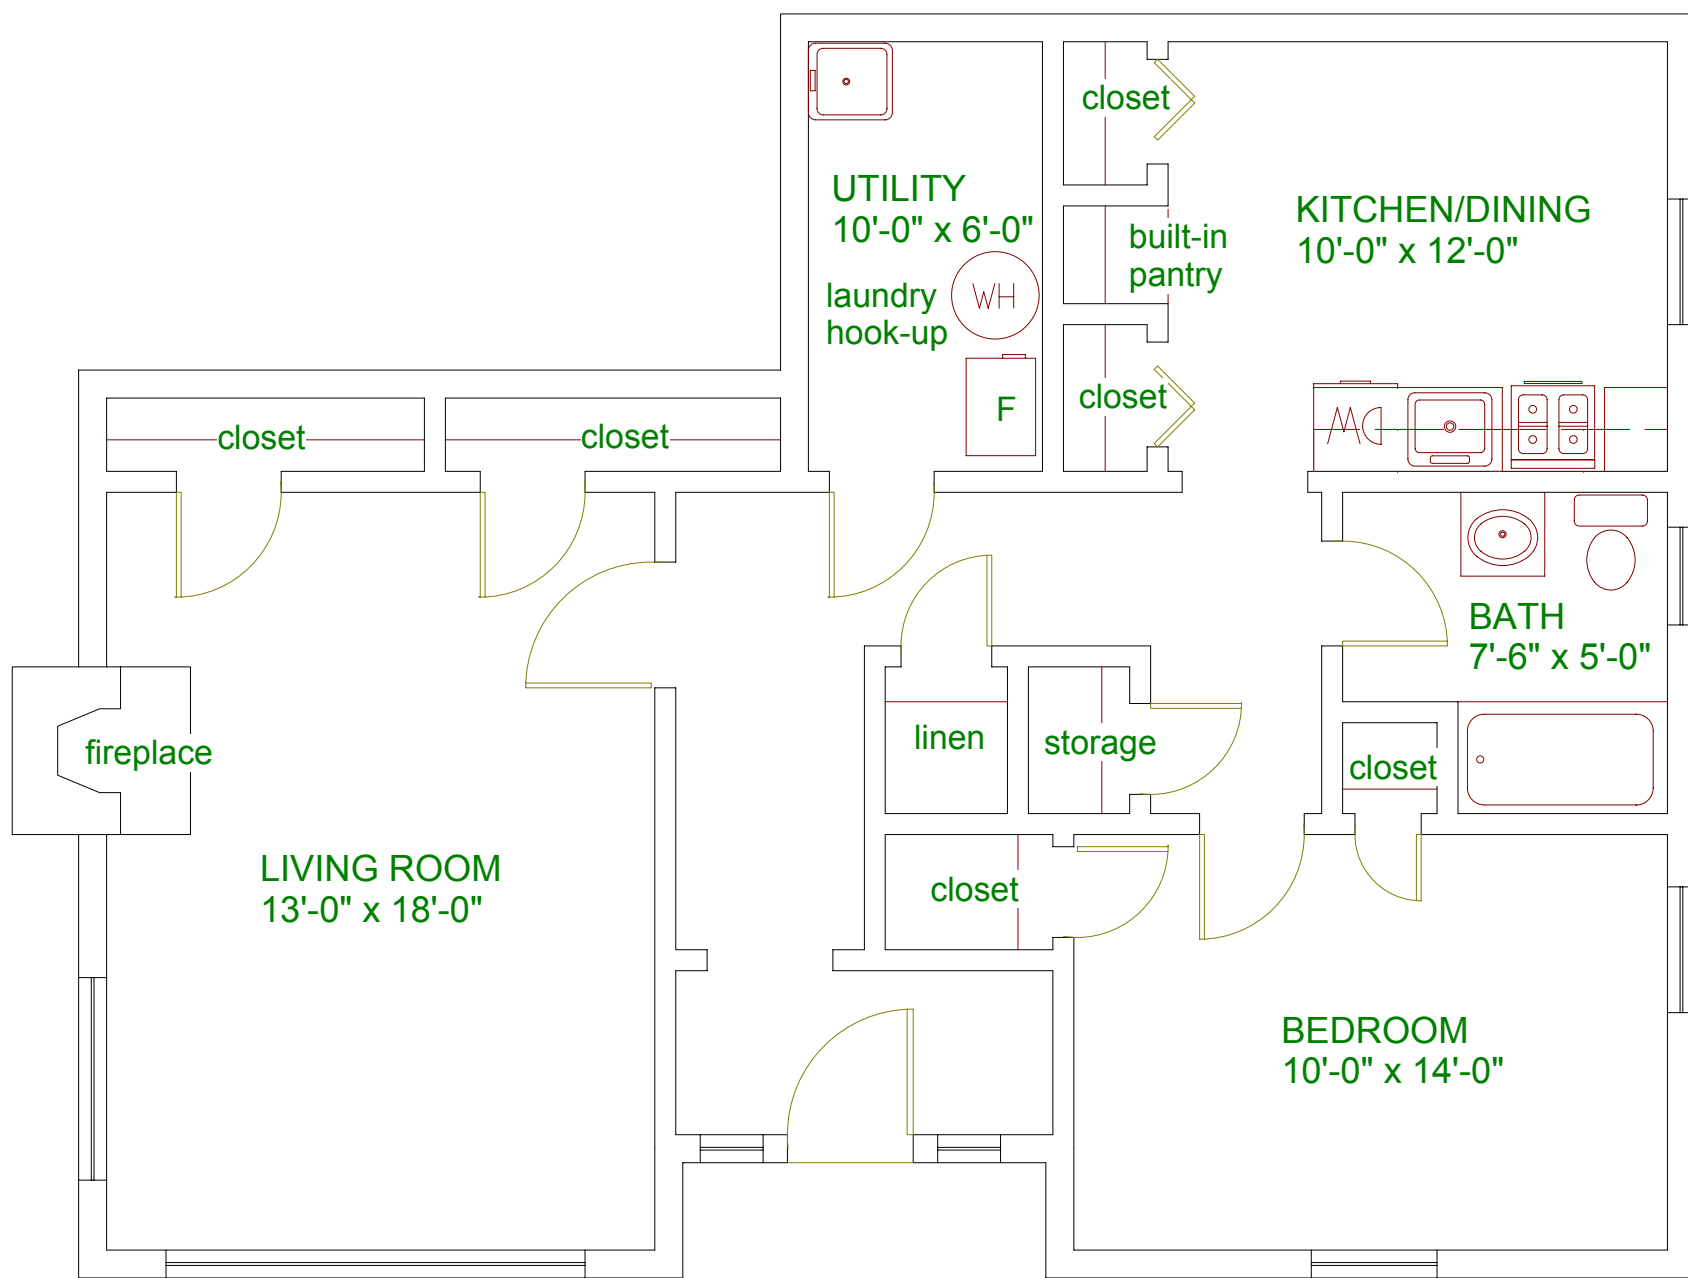 closet
UTILITY
10'-0" x 6'-0"
KITCHEN/DINING
10'-0" x 12'-0"
built-in
pantry
laundry
hook-up
WH
F
closet
closet
closet
DW
BATH
7'-6" x 5'-0"
linen
storage
closet
fireplace
LIVING ROOM
13'-0" x 18'-0"
closet
BEDROOM
10'-0" x 14'-0"